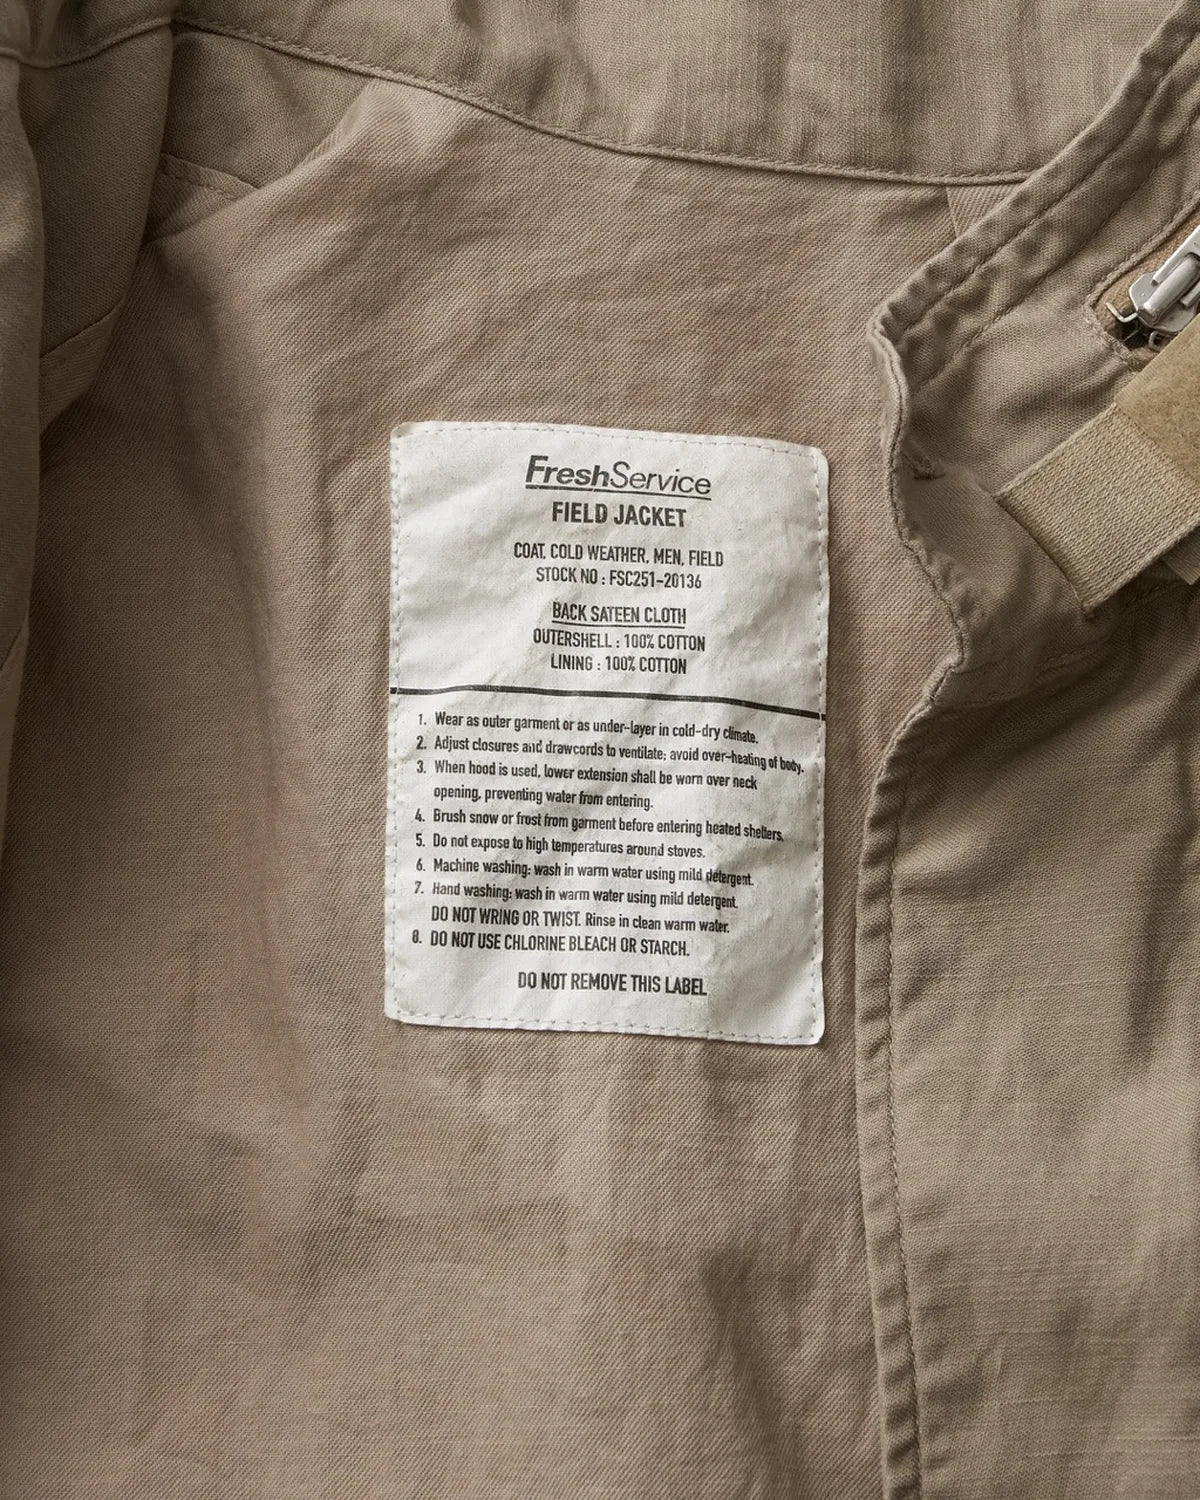 FreshService
FIELD JACKET
COAT, COLD WEATHER, MEN, FIELD
STOCK NO : FSC251-20136
BACK SATEEN CLOTH
OUTERSHELL : 100% COTTON
LINING : 100% COTTON
1. Wear as outer garment or as under-layer in cold-dry climate.
2. Adjust closures and drawcords to ventilate; avoid over-heating of body.
3. When hood is used, lower extension shall be worn over neck
opening, preventing water from entering.
4. Brush snow or frost from garment before entering heated shelters.
5. Do not expose to high temperatures around stoves.
6. Machine washing: wash in warm water using mild detergent.
7. Hand washing: wash in warm water using mild detergent.
DO NOT WRING OR TWIST. Rinse in clean warm water.
8. DO NOT USE CHLORINE BLEACH OR STARCH.
DO NOT REMOVE THIS LABEL